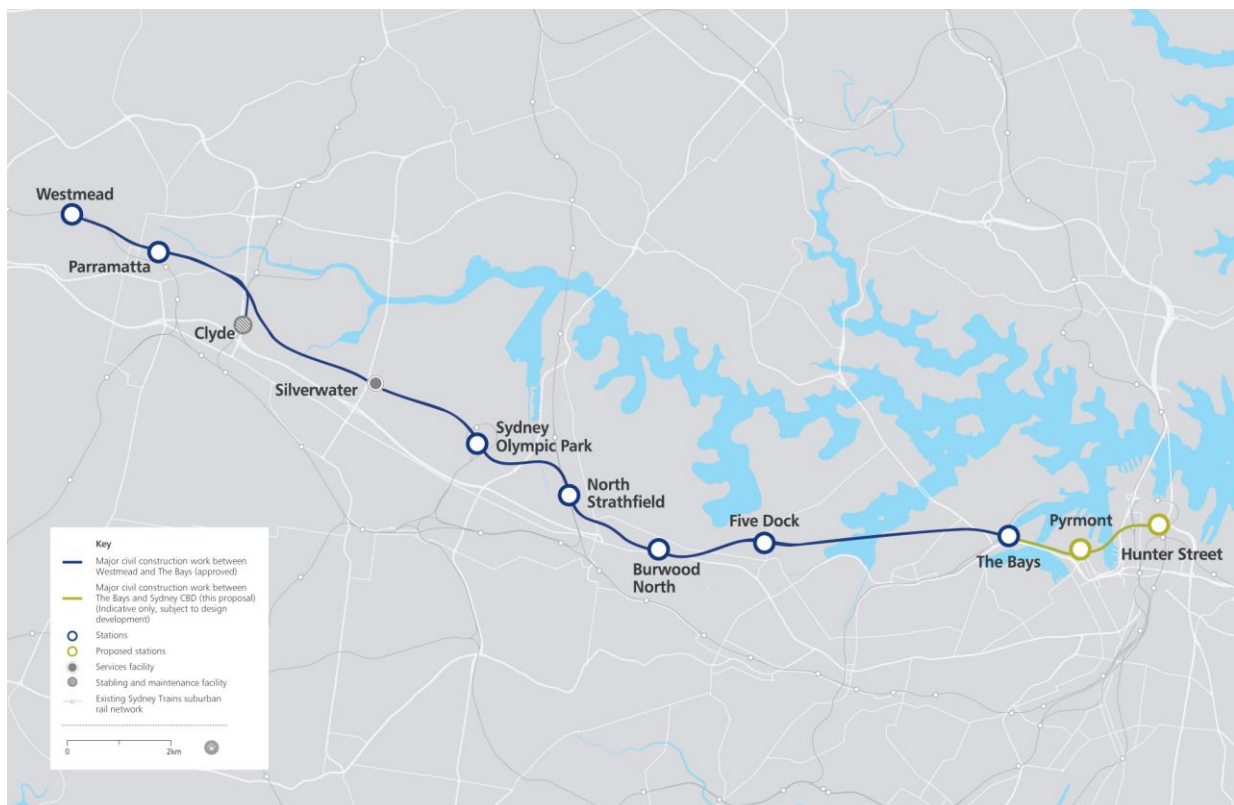 Westmead
Parramatta
Clyde
Silverwater
Sydney
Olympic Park
North
Strathfield
Burwood
North
Five Dock
The Bays
Pyrmont
Hunter Street
Key
Major civil construction work between
Westmead and The Bays (approved)
Major civil construction work between
The Bays and Sydney CBD (this proposal)
(Indicative only, subject to design
development)
Stations
Proposed stations
Services facility
Stabling and maintenance facility
Existing Sydney Trains suburban
rail network
0
2km